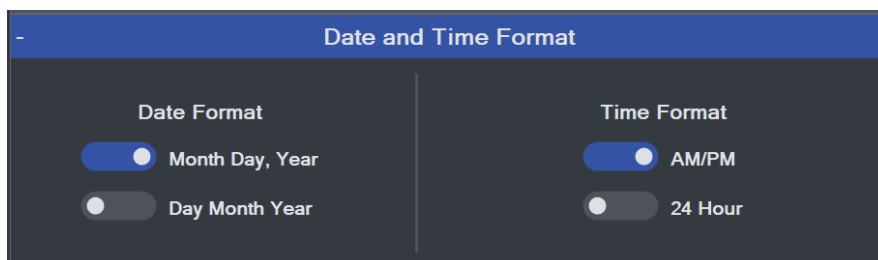 - Date and Time Format
Date Format
Month Day, Year
Day Month Year
Time Format
AM/PM
24 Hour